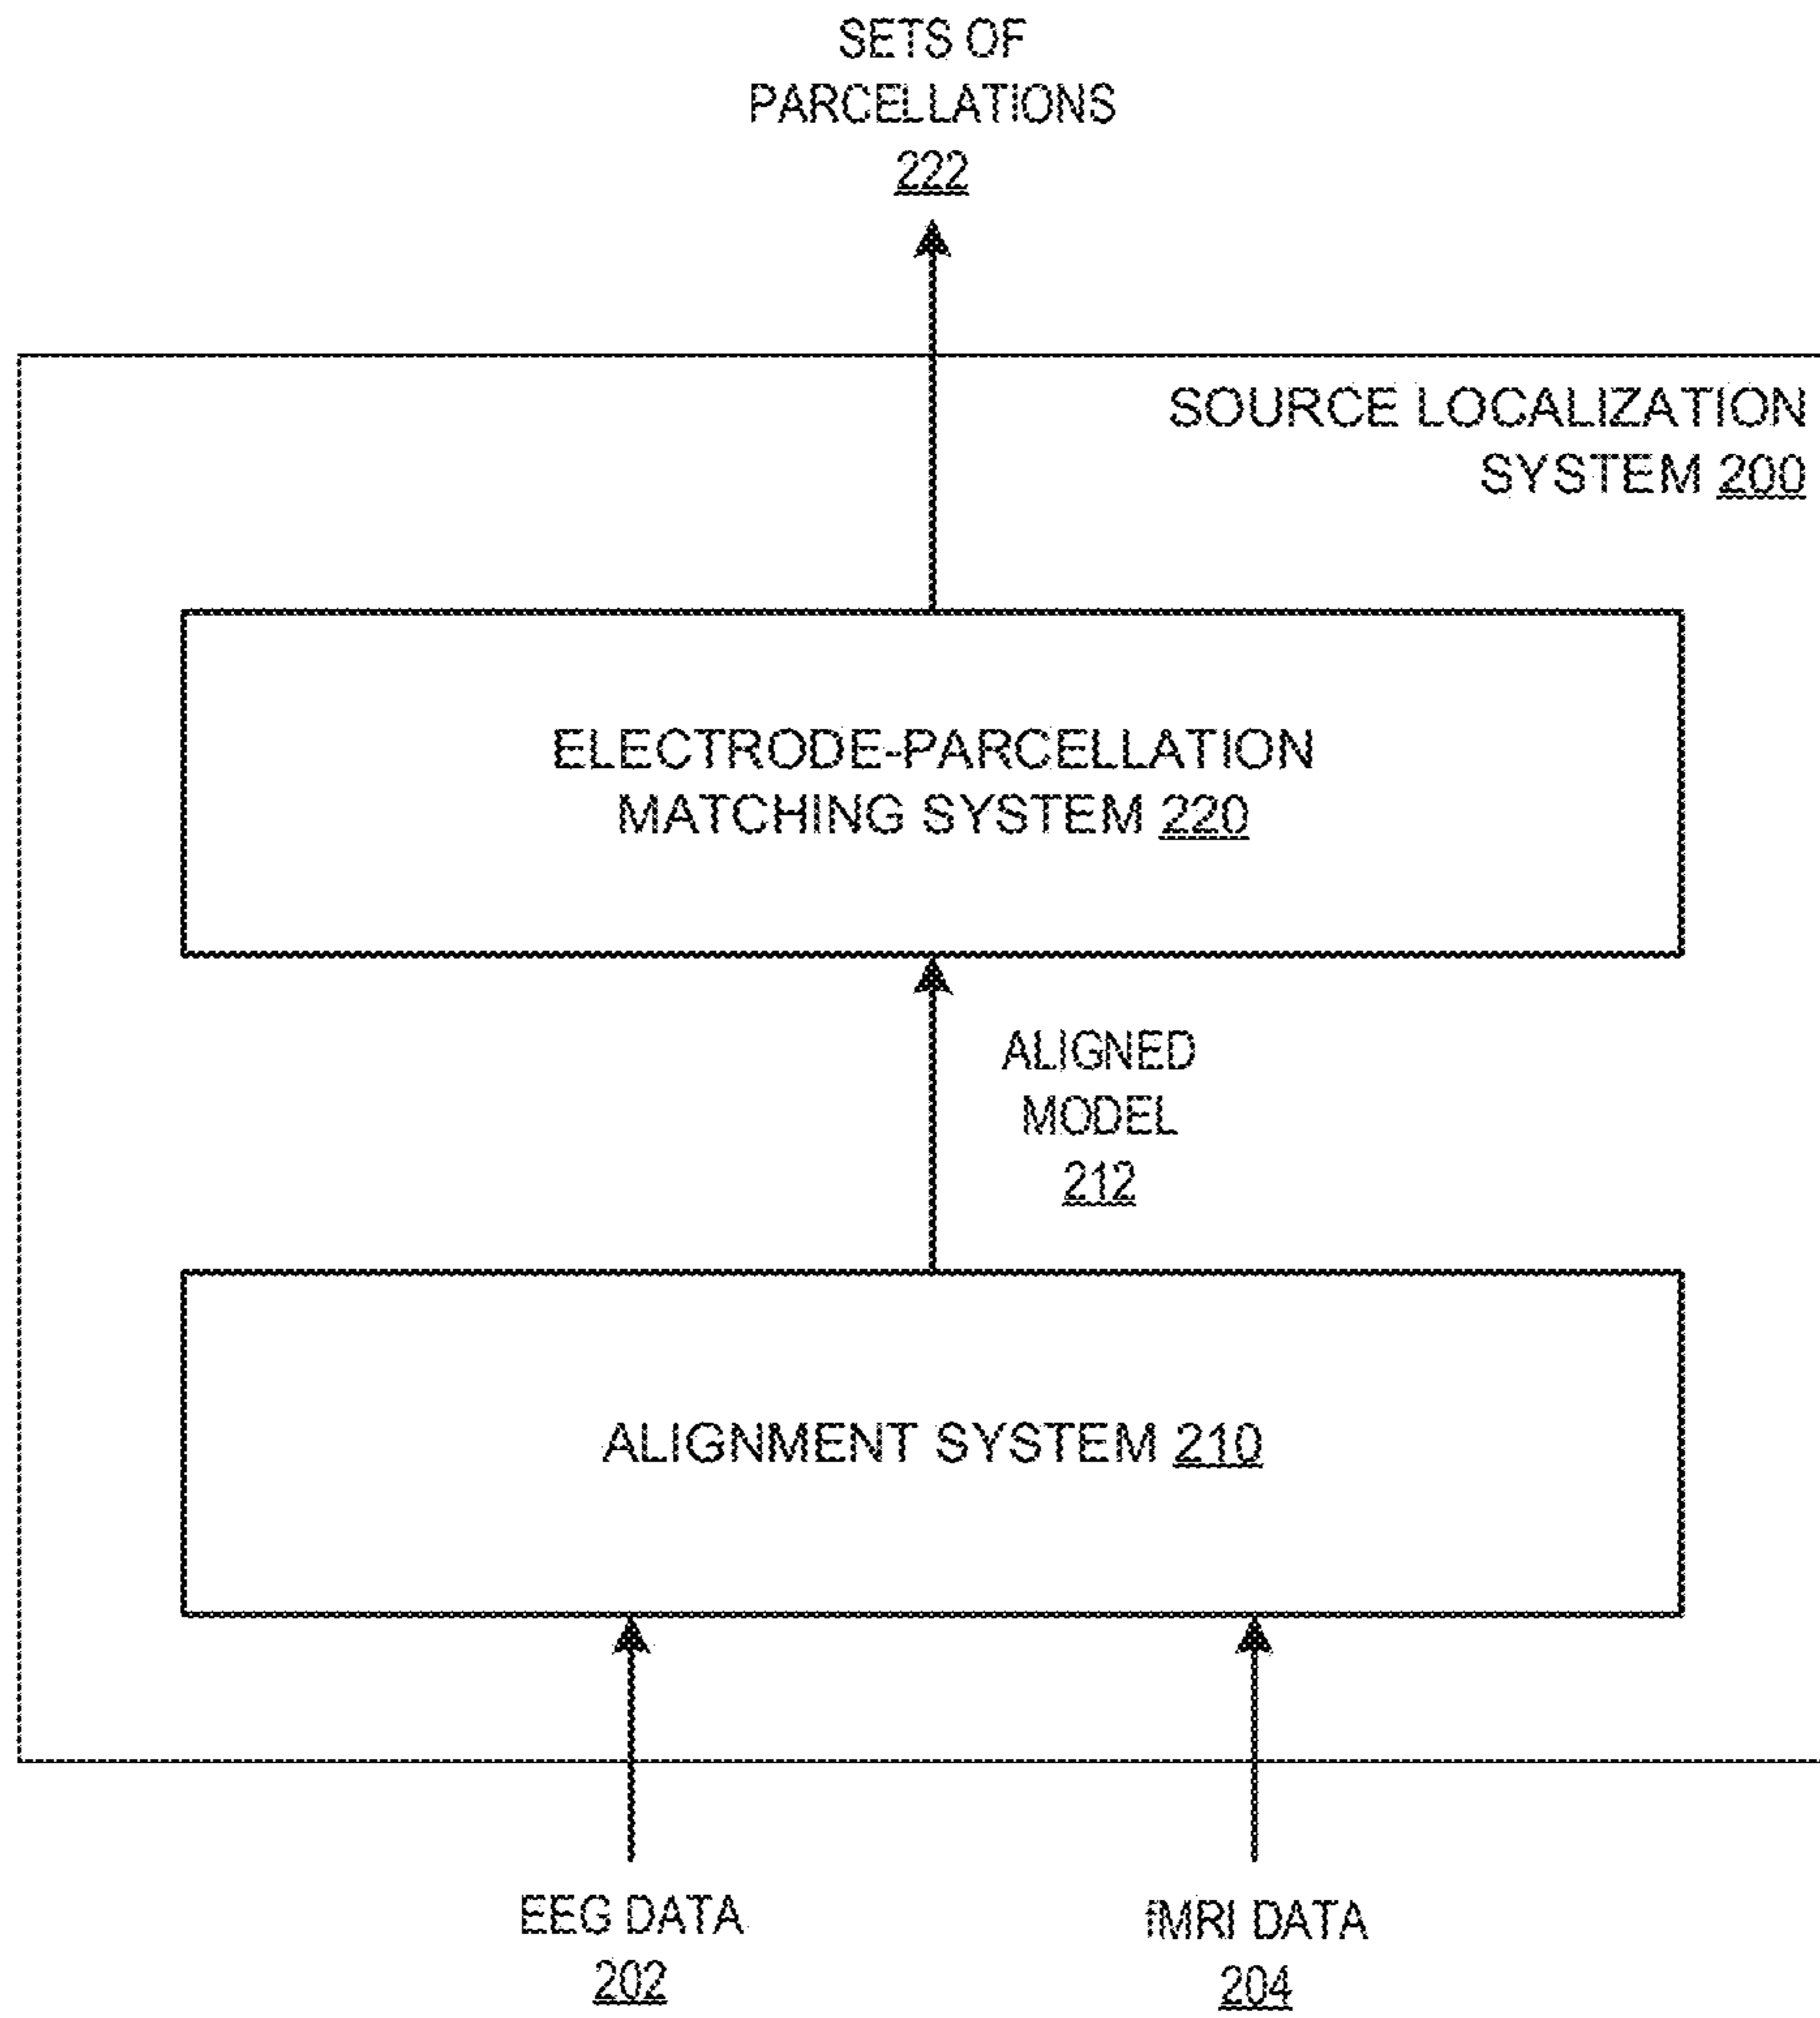 SETS OF
PARCELLATIONS
222
SOURCE LOCALIZATION
SYSTEM 200
ELECTRODE-PARCELLATION
MATCHING SYSTEM 220
ALIGNED
MODEL
212
ALIGNMENT SYSTEM 210
EEG DATA
202
fMRI DATA
204